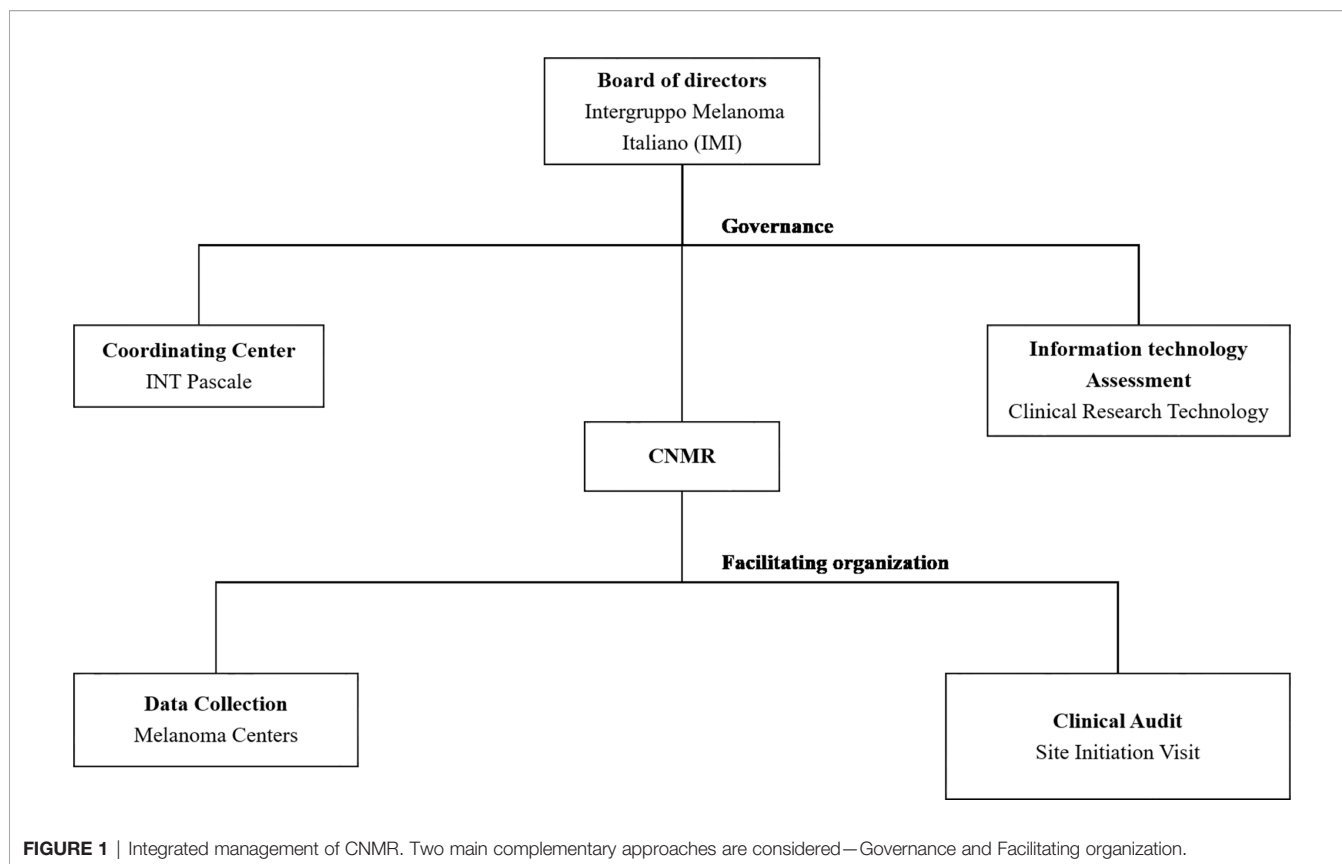 Board of directors
Intergruppo Melanoma
Italiano (IMI)
Governance
Coordinating Center
INT Pascale
Information technology
Assessment
Clinical Research Technology
CNMR
Facilitating organization
Data Collection
Melanoma Centers
Clinical Audit
Site Initiation Visit
FIGURE 1 | Integrated management of CNMR. Two main complementary approaches are considered—Governance and Facilitating organization.